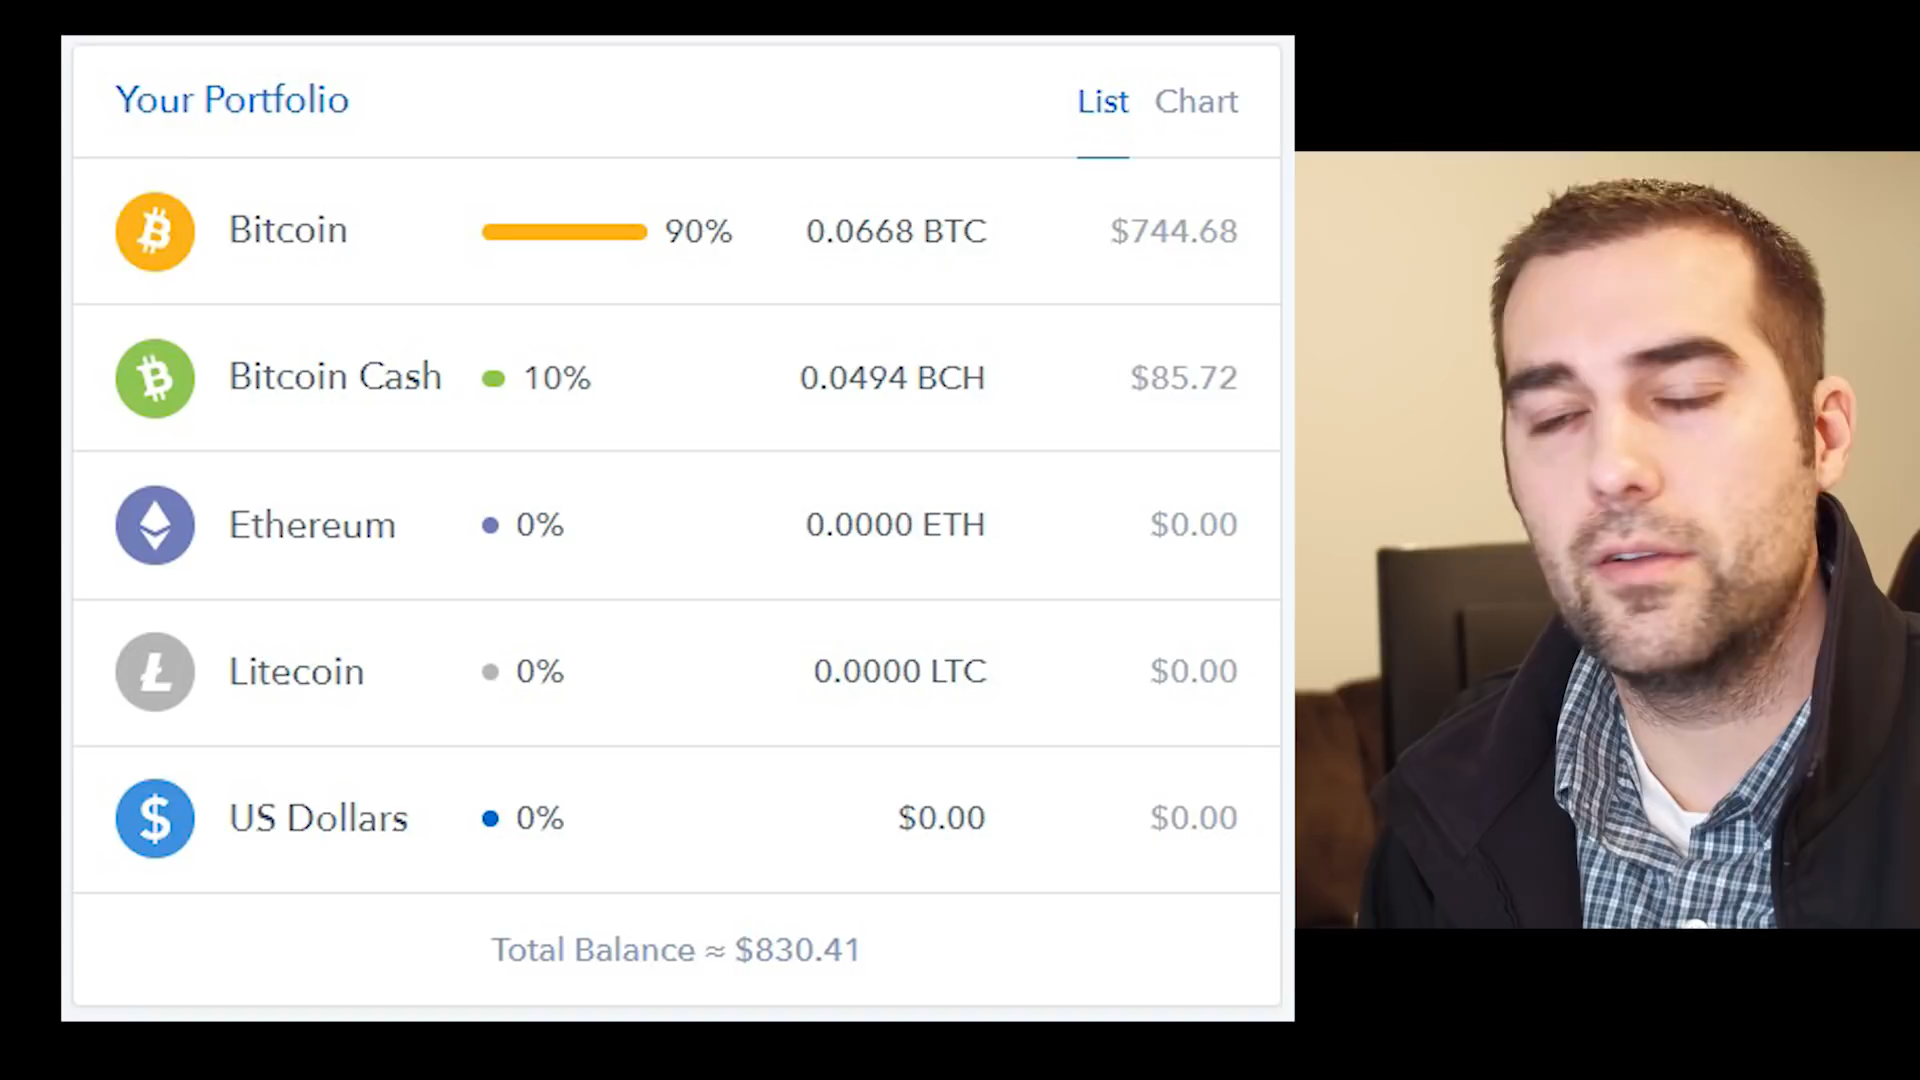 Your Portfolio List Chart
Bitcoin 90% 0.0668 BTC $744.68
Bitcoin Cash 10% 0.0494 BCH $85.72
Ethereum 0% 0.0000 ETH $0.00
Litecoin 0% 0.0000 LTC $0.00
US Dollars 0% $0.00 $0.00
Total Balance ≈ $830.41